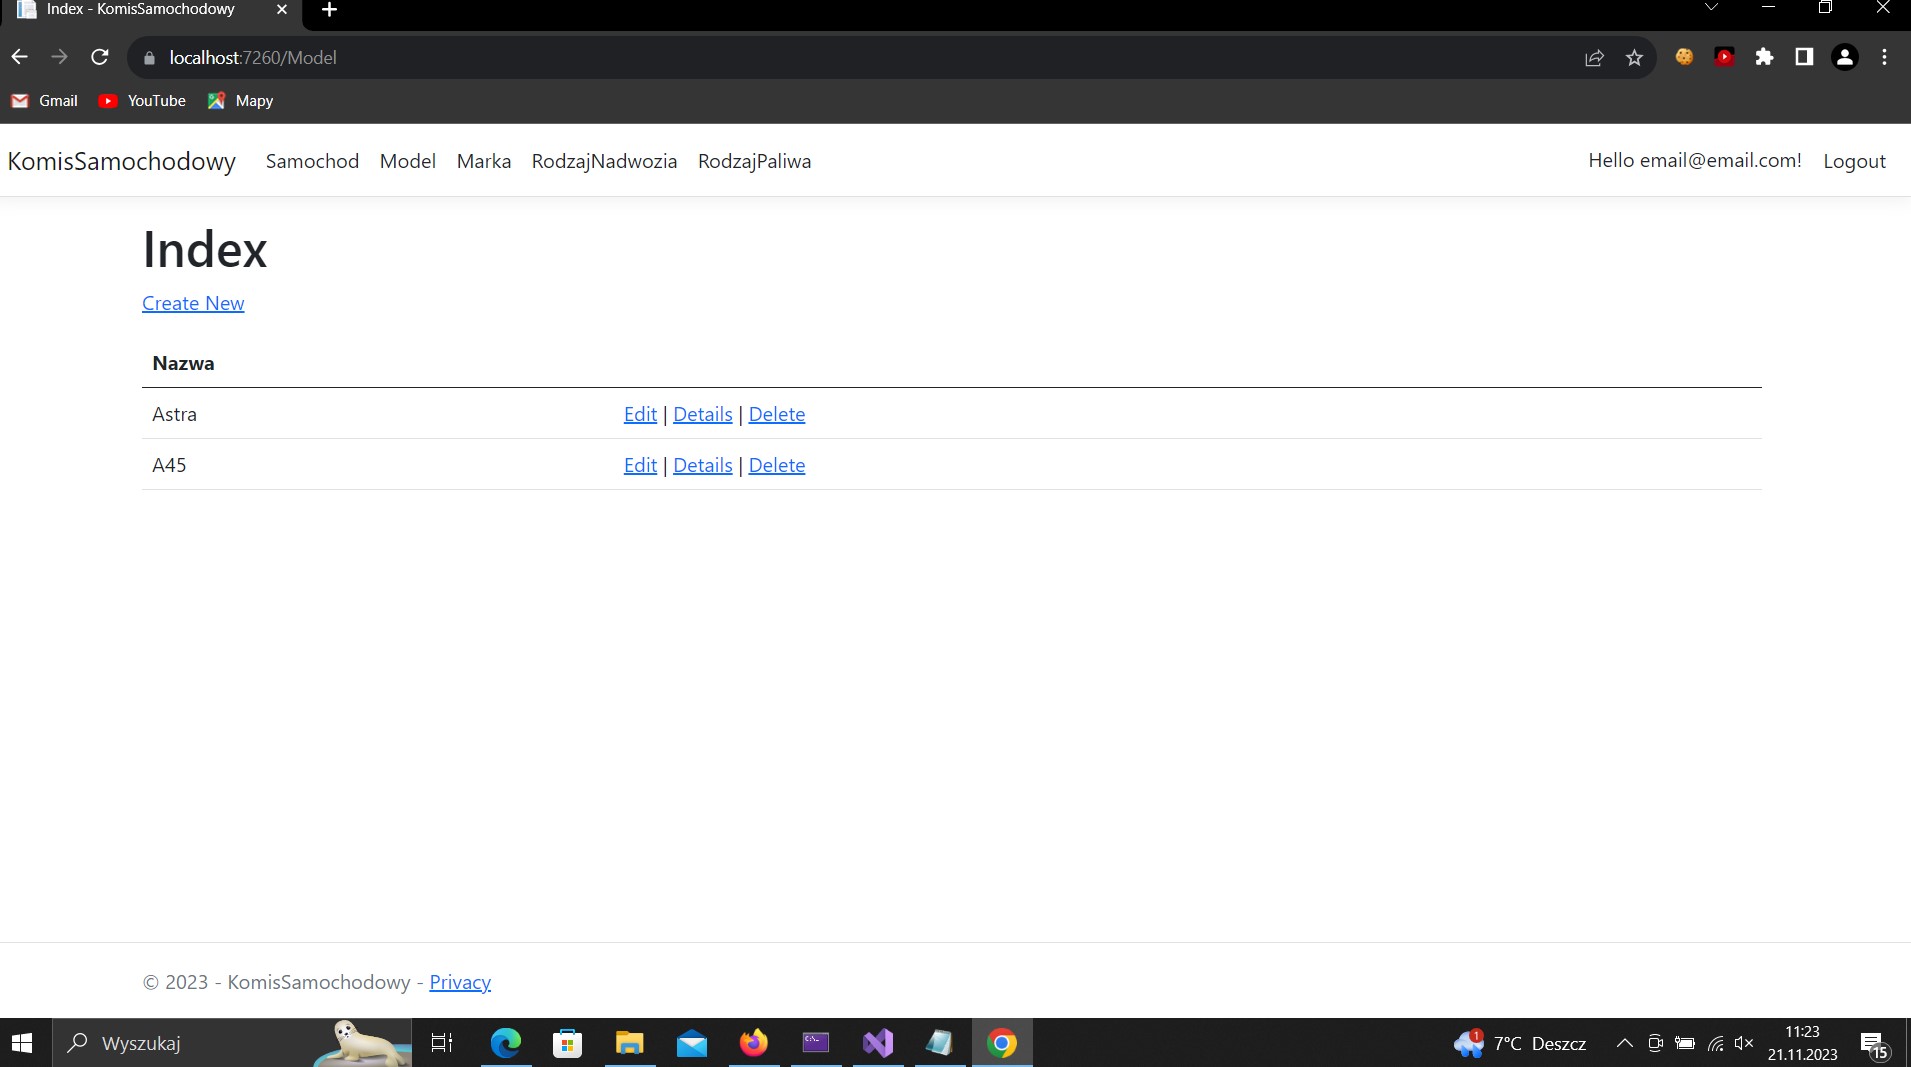 Index - KomisSamochodowy
localhost:7260/Model
Gmail YouTube Mapy
KomisSamochodowy Samochod Model Marka RodzajNadwozia RodzajPaliwa Hello email@email.com! Logout
Index
Create New
Nazwa
Astra Edit | Details | Delete
A45 Edit | Details | Delete
© 2023 - KomisSamochodowy - Privacy
Wyszukaj 1 7°C Deszcz 11:23
21.11.2023 15